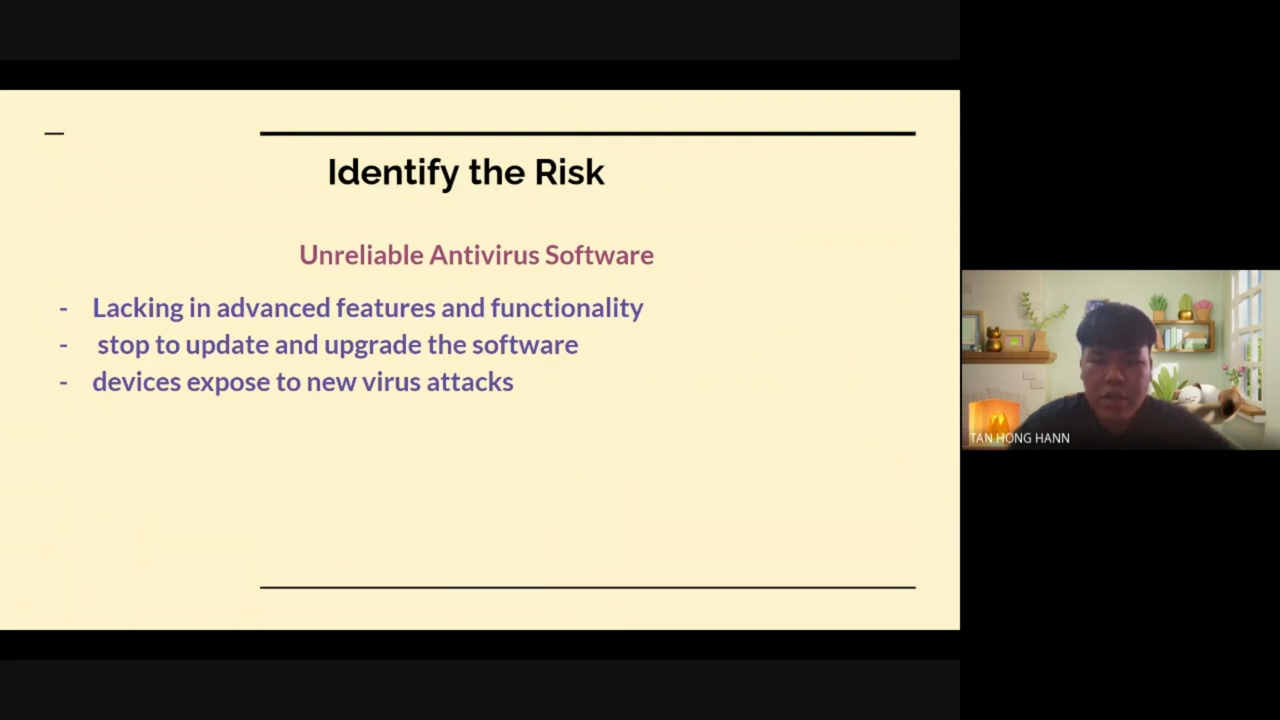 Identify the Risk
Unreliable Antivirus Software
- Lacking in advanced features and functionality
- stop to update and upgrade the software
- devices expose to new virus attacks
TAN HONG HANN